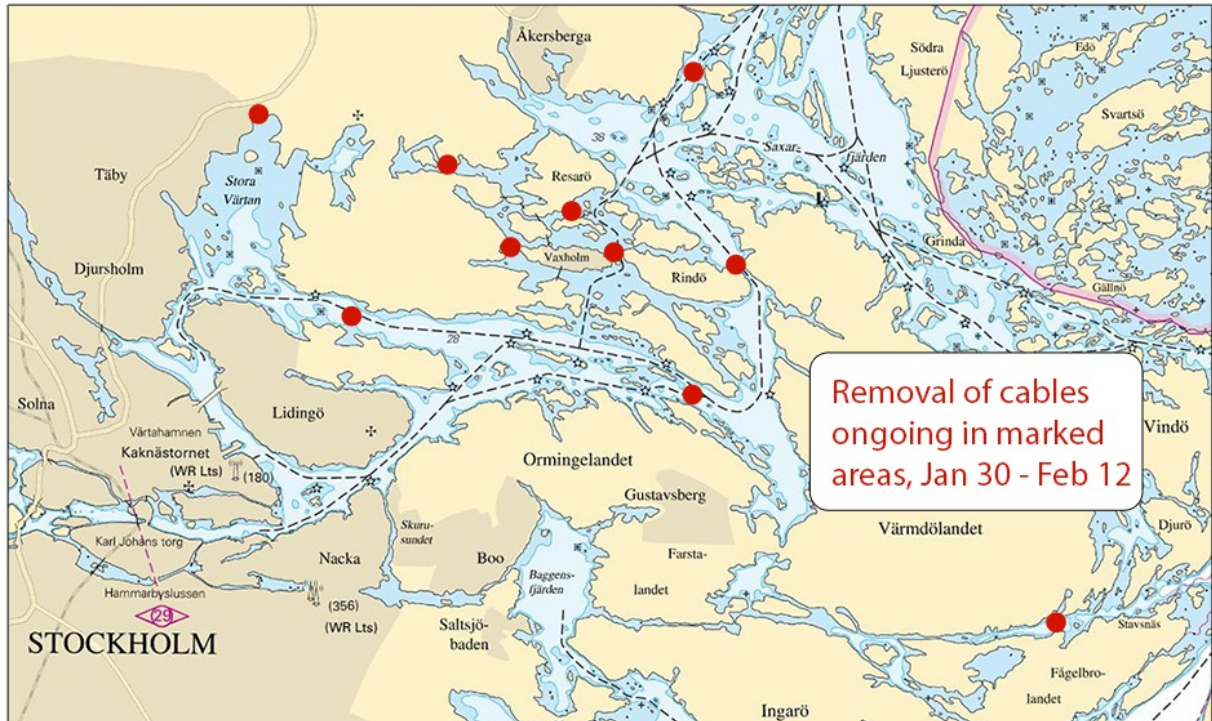 Åkersberga
Södra
Ljusterö
Edö
Svartsö
38
Saxar-
fjärden
Täby
Stora
Värtan
Resarö
Vaxholm
Rindö
Grinda
Gällnö
Djursholm
28
Solna
Lidingö
Värtahamnen
Kaknästornet
(WR Lts)
(180)
Removal of cables
ongoing in marked
areas, Jan 30 - Feb 12
Vindö
Ormingelandet
Gustavsberg
Värmdölandet
Djurö
Karl Johans torg
Skuru-
sundet
Nacka
Boo
Farsta-
landet
Baggens-
fjärden
Hammarbyslussen
(356)
(WR Lts)
29
STOCKHOLM
Saltsjö-
baden
Stavsnäs
Fågelbro-
landet
Ingarö